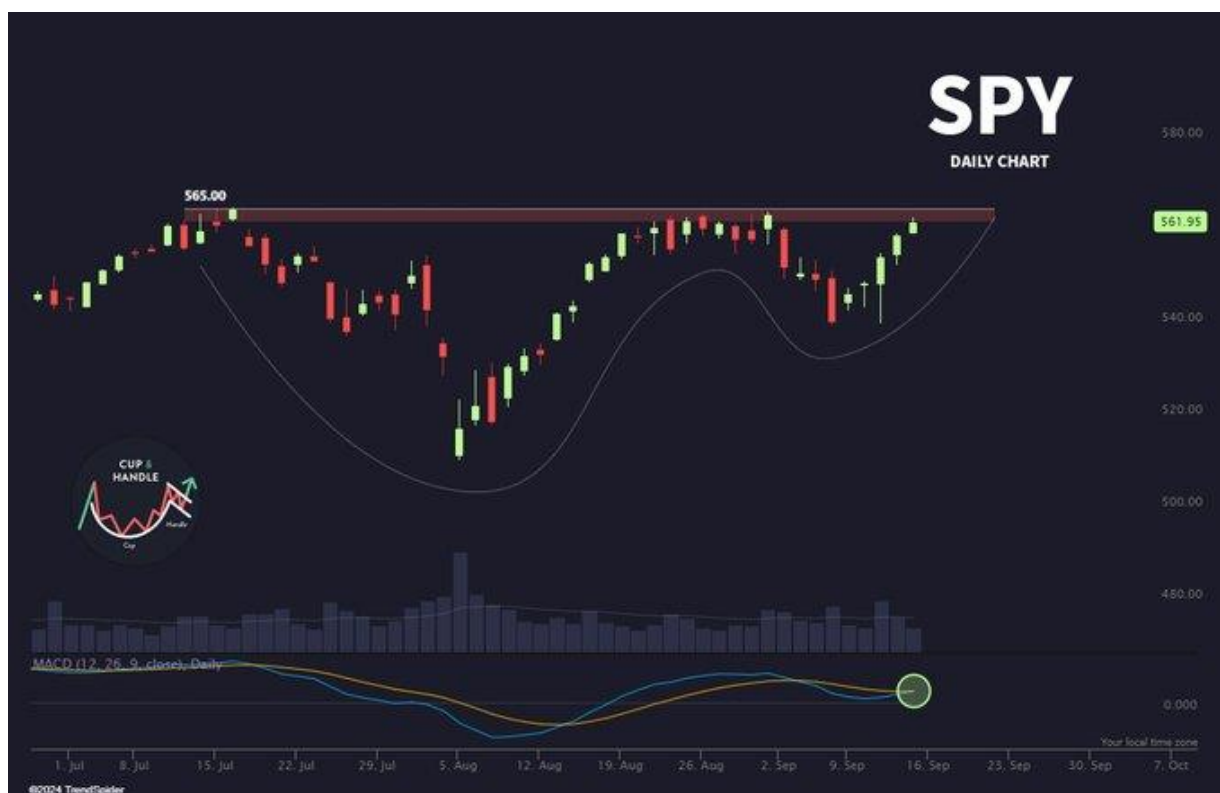 SPY
DAILY CHART
580.00
565.00
561.95
540.00
520.00
CUP &
HANDLE
Handle
Cup
500.00
480.00
MACD (12, 26, 9, close), Daily
0.000
Your local time zone
1. Jul 8. Jul 15. Jul 22. Jul 29. Jul 5. Aug 12. Aug 19. Aug 26. Aug 2. Sep 9. Sep 16. Sep 23. Sep 30. Sep 7. Oct
©2024 TrendSpider